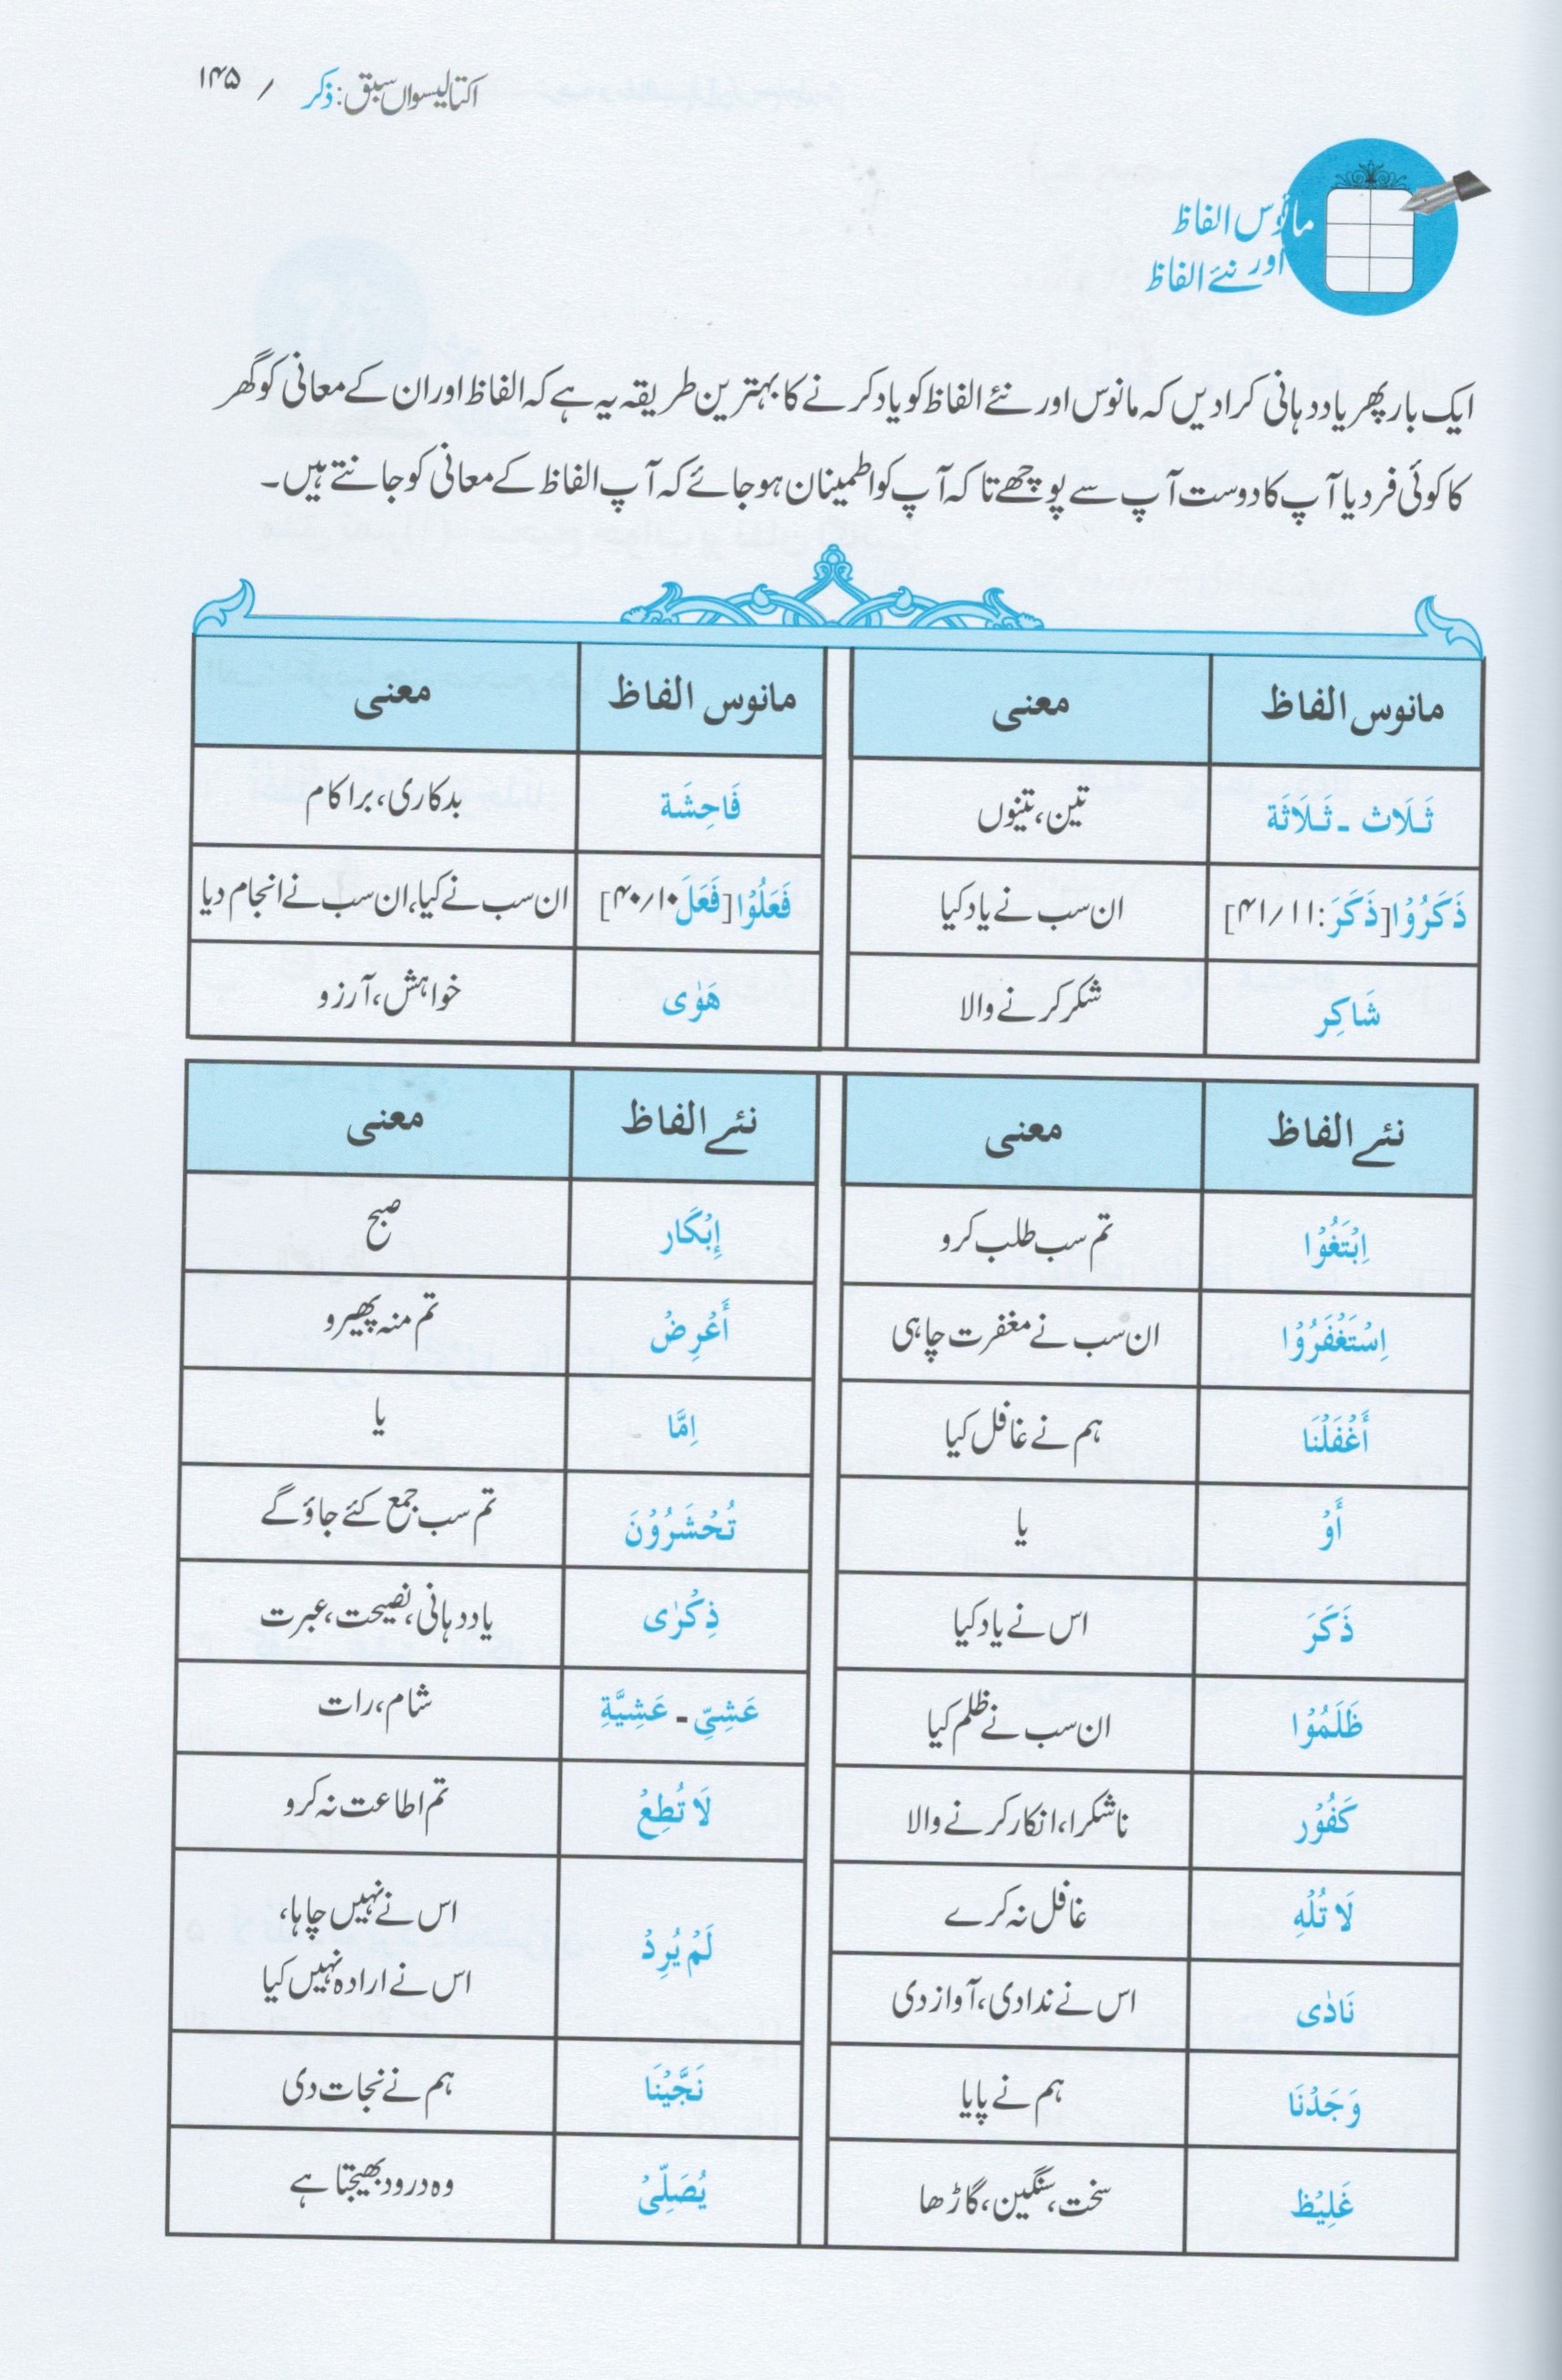 اکتالیسواں سبق: ذکر / ۱۴۵
مانوس الفاظ
اور نئے الفاظ
ایک بار پھر یاد دہانی کرا دیں کہ مانوس اور نئے الفاظ کو یاد کرنے کا بہترین طریقہ یہ ہے کہ الفاظ اور ان کے معانی کو گھر
کا کوئی فرد یا آپ کا دوست آپ سے پوچھے تا کہ آپ کو اطمینان ہو جائے کہ آپ الفاظ کے معانی کو جانتے ہیں۔
مانوس الفاظ معنی مانوس الفاظ معنی
ثَلَاث ـ ثَلَاثَة تین، تینوں فَاحِشَة بدکاری، برا کام
ذَكَرُوْا [ذَكَرَ: ۴۱/۱۱] ان سب نے یاد کیا فَعَلُوْا [فَعَلَ ۴۰/۱۰] ان سب نے کیا، ان سب نے انجام دیا
شَاكِر شکر کرنے والا هَوٰى خواہش، آرزو
نئے الفاظ معنی نئے الفاظ معنی
اِبْتَغُوْا تم سب طلب کرو إِبْكَار صبح
اِسْتَغْفَرُوْا ان سب نے مغفرت چاہی أَعْرِضْ تم منہ پھیرو
أَغْفَلْنَا ہم نے غافل کیا اِمَّا یا
أَوْ یا تُحْشَرُوْنَ تم سب جمع کئے جاؤ گے
ذَكَرَ اس نے یاد کیا ذِكْرٰى یاد دہانی، نصیحت، عبرت
ظَلَمُوْا ان سب نے ظلم کیا عَشِيّ ـ عَشِيَّةِ شام، رات
كَفُوْر ناشکرا، انکار کرنے والا لَا تُطِعْ تم اطاعت نہ کرو
لَا تُلْهِ غافل نہ کرے لَمْ يُرِدْ اس نے نہیں چاہا،
اس نے ارادہ نہیں کیا
نَادٰى اس نے ندا دی، آواز دی
وَجَدْنَا ہم نے پایا نَجَّيْنَا ہم نے نجات دی
غَلِيْظ سخت، سنگین، گاڑھا يُصَلِّىْ وہ درود بھیجتا ہے